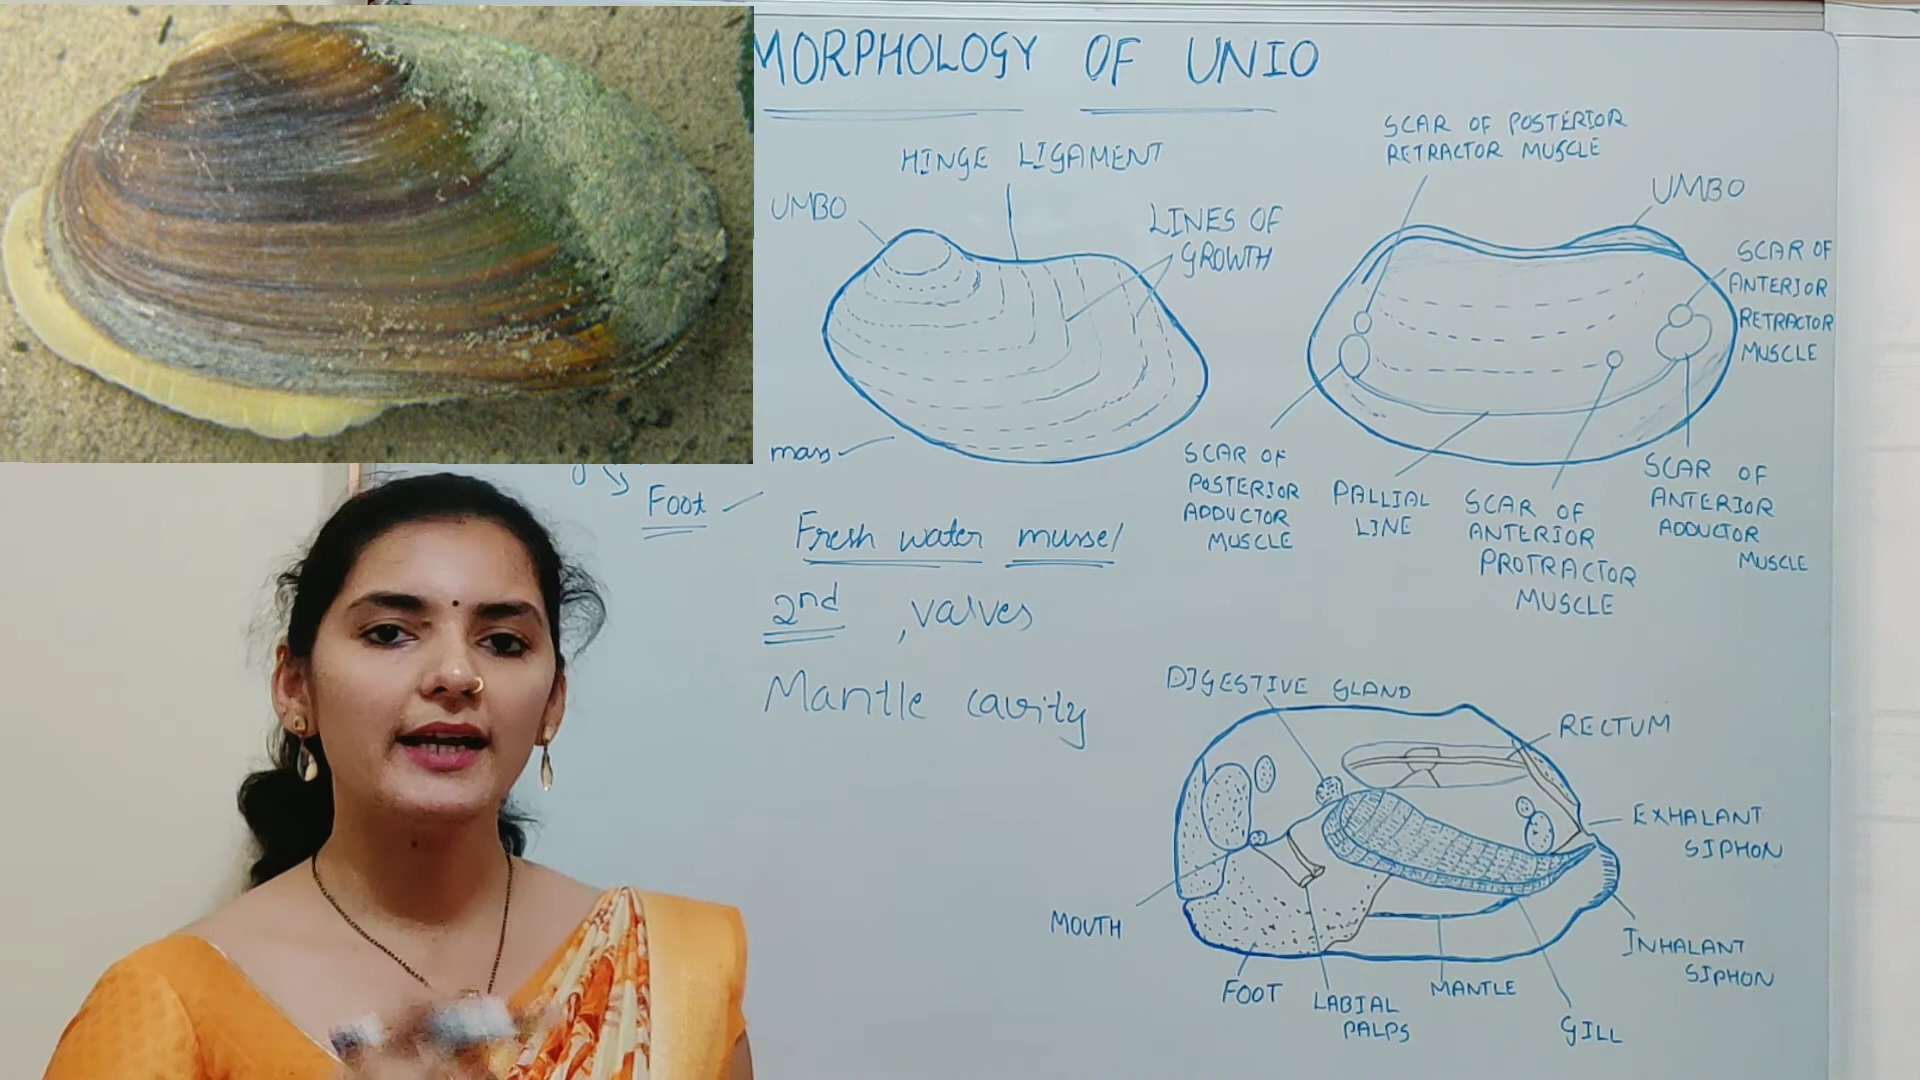 MORPHOLOGY OF UNIO
HINGE LIGAMENT
UMBO
LINES OF
GROWTH
mass
SCAR OF POSTERIOR
RETRACTOR MUSCLE
UMBO
SCAR OF
ANTERIOR
RETRACTOR
MUSCLE
SCAR OF
POSTERIOR
ADDUCTOR
MUSCLE
PALLIAL
LINE
SCAR OF
ANTERIOR
PROTRACTOR
MUSCLE
SCAR OF
ANTERIOR
ADDUCTOR
MUSCLE
Foot
Fresh water mussel
2nd , valves
Mantle cavity
DIGESTIVE GLAND
RECTUM
EXHALANT
SIPHON
MOUTH
INHALANT
SIPHON
FOOT
LABIAL
PALPS
MANTLE
GILL